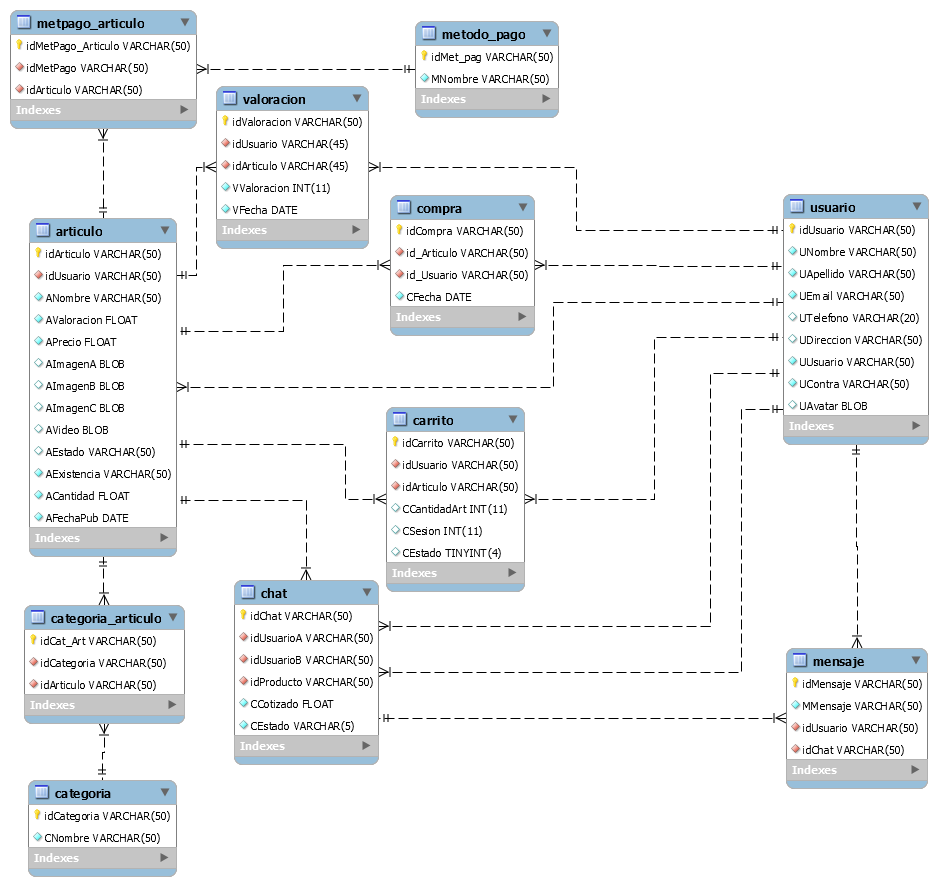 metpago_articulo
idMetPago_Articulo VARCHAR(50)
idMetPago VARCHAR(50)
idArticulo VARCHAR(50)
Indexes
metodo_pago
idMet_pag VARCHAR(50)
MNombre VARCHAR(50)
Indexes
valoracion
idValoracion VARCHAR(50)
idUsuario VARCHAR(45)
idArticulo VARCHAR(45)
VValoracion INT(11)
VFecha DATE
Indexes
compra
idCompra VARCHAR(50)
id_Articulo VARCHAR(50)
id_Usuario VARCHAR(50)
CFecha DATE
Indexes
usuario
idUsuario VARCHAR(50)
UNombre VARCHAR(50)
UApellido VARCHAR(50)
UEmail VARCHAR(50)
UTelefono VARCHAR(20)
UDireccion VARCHAR(50)
UUsuario VARCHAR(50)
UContra VARCHAR(50)
UAvatar BLOB
Indexes
articulo
idArticulo VARCHAR(50)
idUsuario VARCHAR(50)
ANombre VARCHAR(50)
AValoracion FLOAT
APrecio FLOAT
AImagenA BLOB
AImagenB BLOB
AImagenC BLOB
AVideo BLOB
AEstado VARCHAR(50)
AExistencia VARCHAR(50)
ACantidad FLOAT
AFechaPub DATE
Indexes
carrito
idCarrito VARCHAR(50)
idUsuario VARCHAR(50)
idArticulo VARCHAR(50)
CCantidadArt INT(11)
CSesion INT(11)
CEstado TINYINT(4)
Indexes
chat
idChat VARCHAR(50)
idUsuarioA VARCHAR(50)
idUsuarioB VARCHAR(50)
idProducto VARCHAR(50)
CCotizado FLOAT
CEstado VARCHAR(5)
Indexes
categoria_articulo
idCat_Art VARCHAR(50)
idCategoria VARCHAR(50)
idArticulo VARCHAR(50)
Indexes
mensaje
idMensaje VARCHAR(50)
MMensaje VARCHAR(50)
idUsuario VARCHAR(50)
idChat VARCHAR(50)
Indexes
categoria
idCategoria VARCHAR(50)
CNombre VARCHAR(50)
Indexes